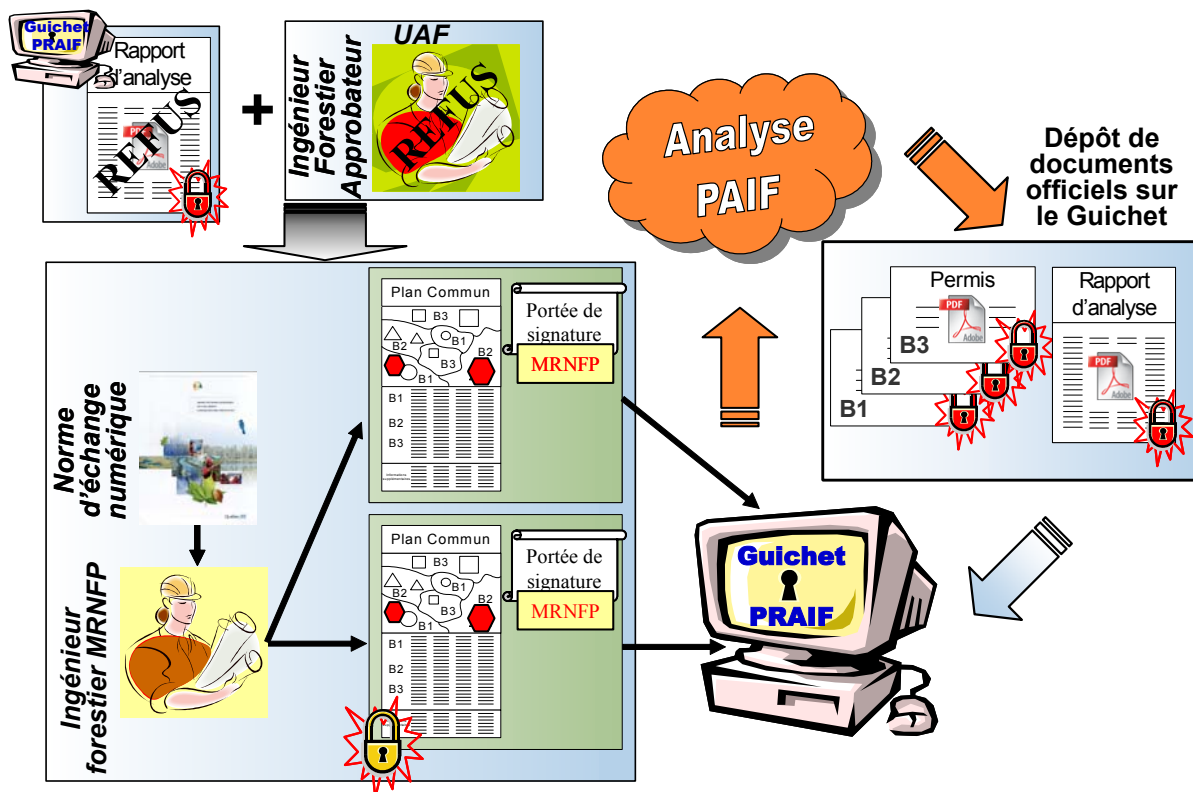 Guichet
PRAIF
Rapport
d'analyse
REFUS
Adobe
+
Ingénieur
Forestier
Approbateur
UAF
REFUS
Analyse
PAIF
Dépôt de
documents
officiels sur
le Guichet
Permis
PDF
Adobe
B3
B2
B1
Rapport
d'analyse
PDF
Adobe
Norme
d'échange
numérique
Ingénieur
forestier MRNFP
Plan Commun
B3
B1
B2
B2
B3
B1
B1
B2
B3
Informations
supplémentaires
Portée de
signature
MRNFP
Plan Commun
B3
B1
B2
B2
B3
B1
B1
B2
B3
Portée de
signature
MRNFP
Guichet
PRAIF